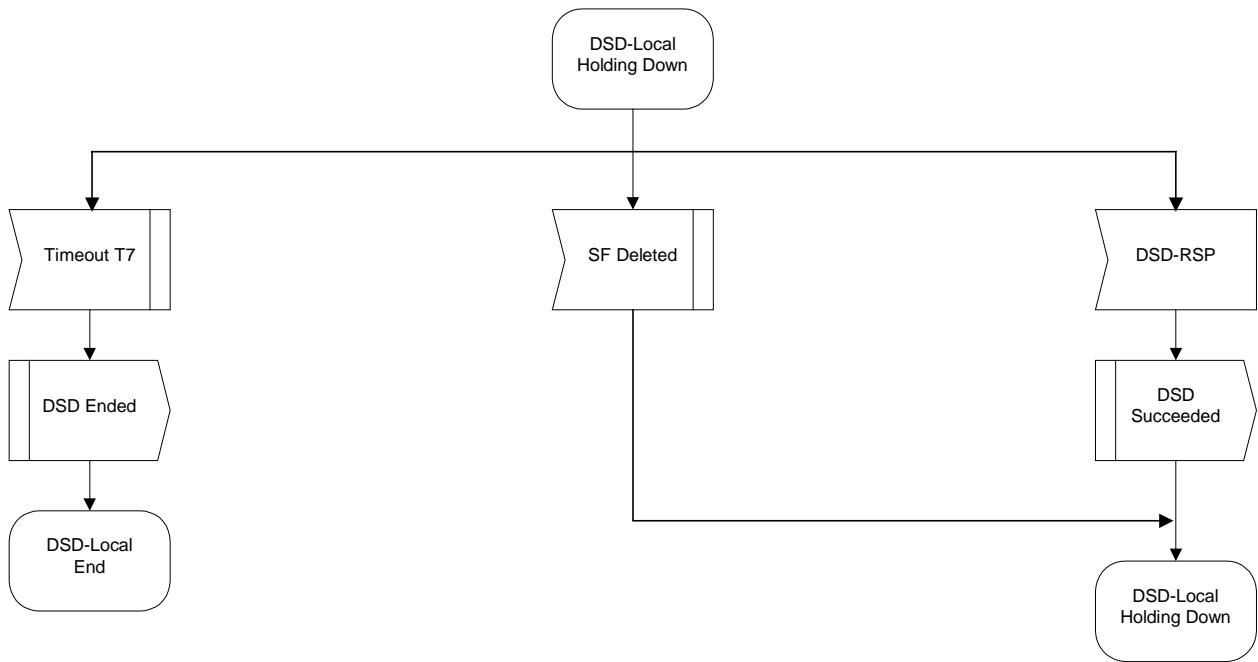 DSD-Local
Holding Down
Timeout T7
SF Deleted
DSD-RSP
DSD Ended
DSD
Succeeded
DSD-Local
End
DSD-Local
Holding Down